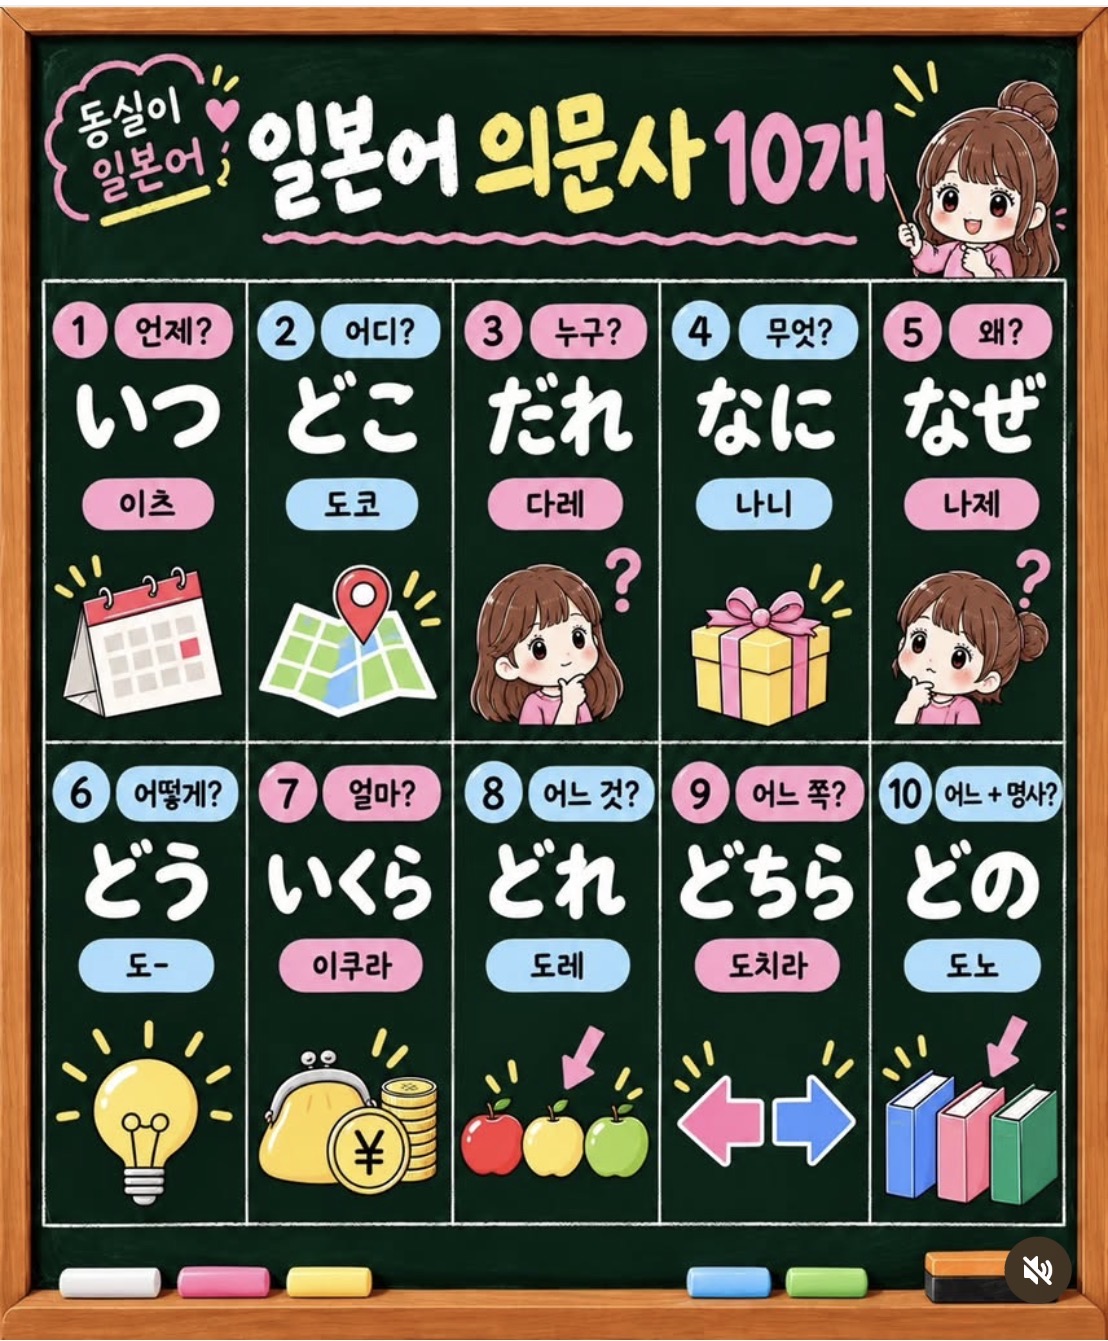 동실이
일본어
일본어 의문사 10개
1 언제?
いつ
이츠
2 어디?
どこ
도코
3 누구?
だれ
다레
?
4 무엇?
なに
나니
5 왜?
なぜ
나제
?
6 어떻게?
どう
도-
7 얼마?
いくら
이쿠라
¥
8 어느 것?
どれ
도레
9 어느 쪽?
どちら
도치라
10 어느 + 명사?
どの
도노